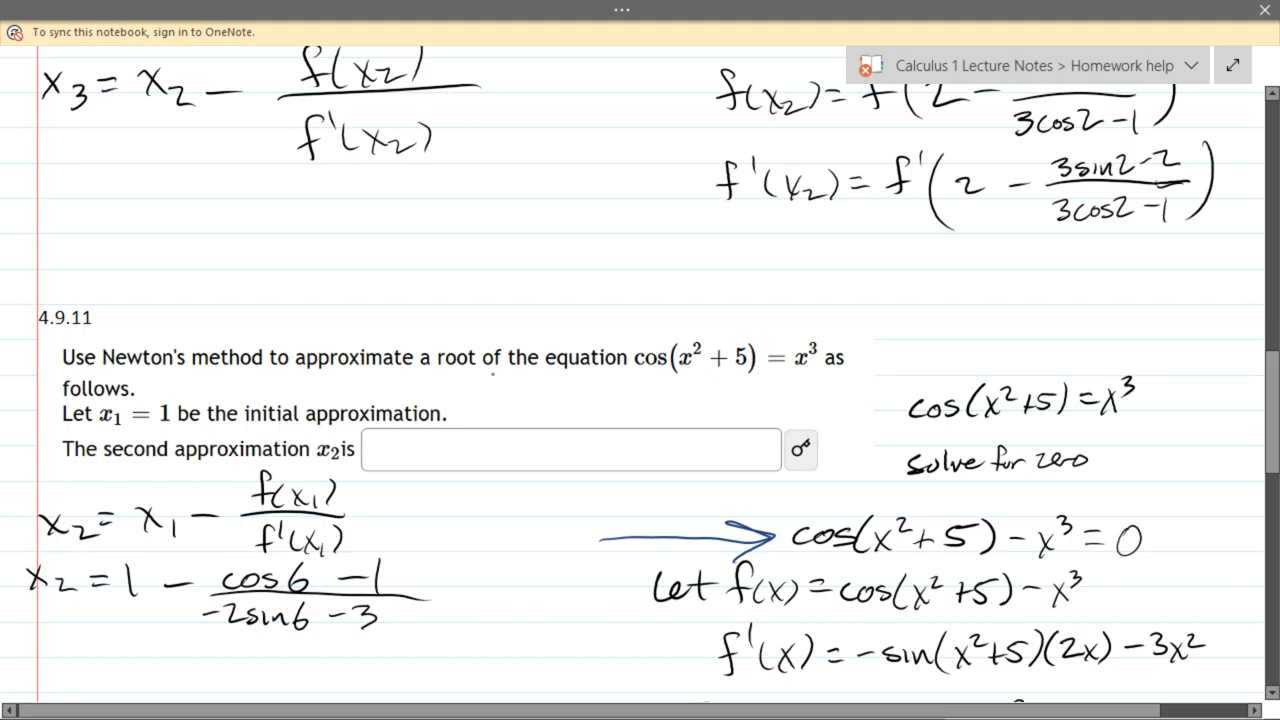 To sync this notebook, sign in to OneNote.
Calculus 1 Lecture Notes > Homework help
x₃ = x₂ − f(x₂) / f'(x₂)
f(x₂) = f(2 − / 3cos2 − 1)
f'(x₂) = f'(2 − (3sin2 − 2) / (3cos2 − 1))
4.9.11
Use Newton's method to approximate a root of the equation cos(x² + 5) = x³ as
follows.
Let x₁ = 1 be the initial approximation.
The second approximation x₂is
x₂ = x₁ − f(x₁) / f'(x₁)
x₂ = 1 − (cos6 − 1) / (−2sin6 − 3)
cos(x²+5) = x³
solve for zero
cos(x²+5) − x³ = 0
Let f(x) = cos(x²+5) − x³
f'(x) = −sin(x²+5)(2x) − 3x²